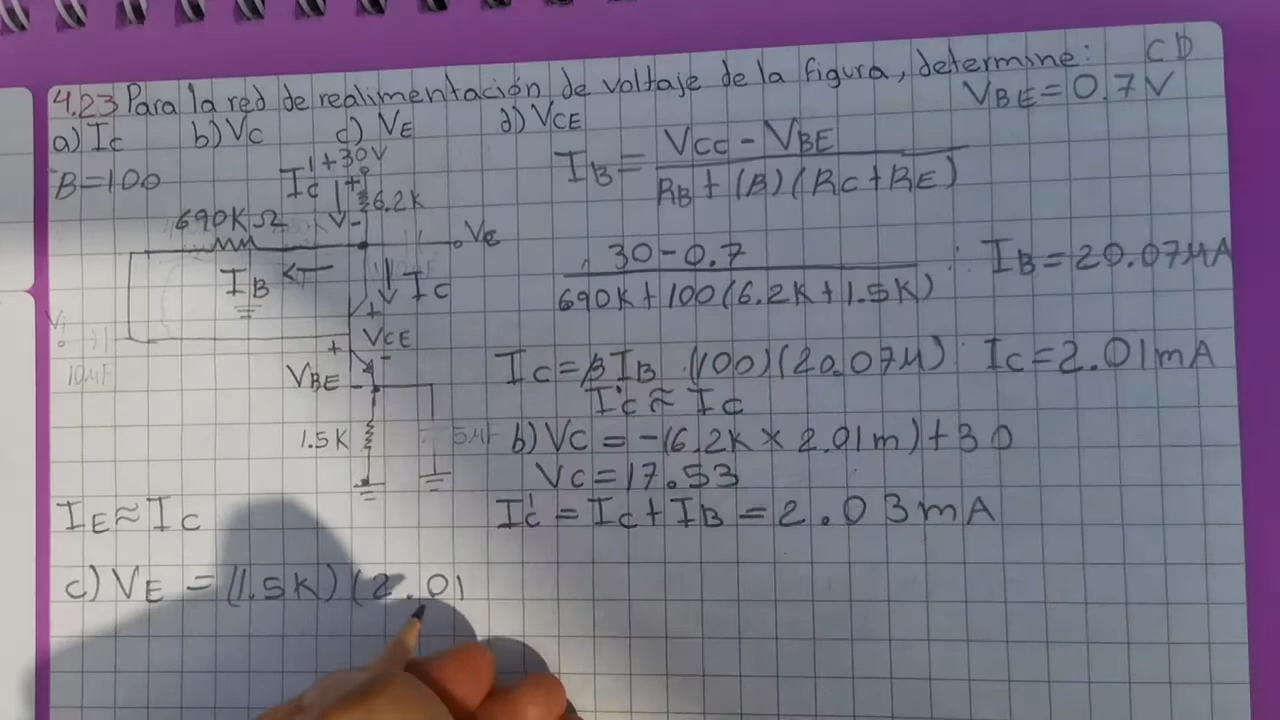 4.23 Para la red de realimentación de voltaje de la figura, determine: CD
a) Ic b) Vc c) VE d) VCE VBE = 0.7V
B=100
I'c +30V
+
6.2K
-
690KΩ
VE
IB
Ic
+
VCE
-
+
VBE -
10μF
1.5K
5μF
IE≈Ic
IB = VCC - VBE / RB + (B)(RC+RE)
30-0.7 / 690K+100(6.2K+1.5K) ∴ IB=20.07μA
Ic=βIB (100)(20.07μ) ∴ Ic=2.01mA
I'c ≈ Ic
b) Vc = -(6.2K × 2.01m)+30
Vc=17.53
I'c = Ic+IB = 2.03mA
c) VE = (1.5K)(2.01